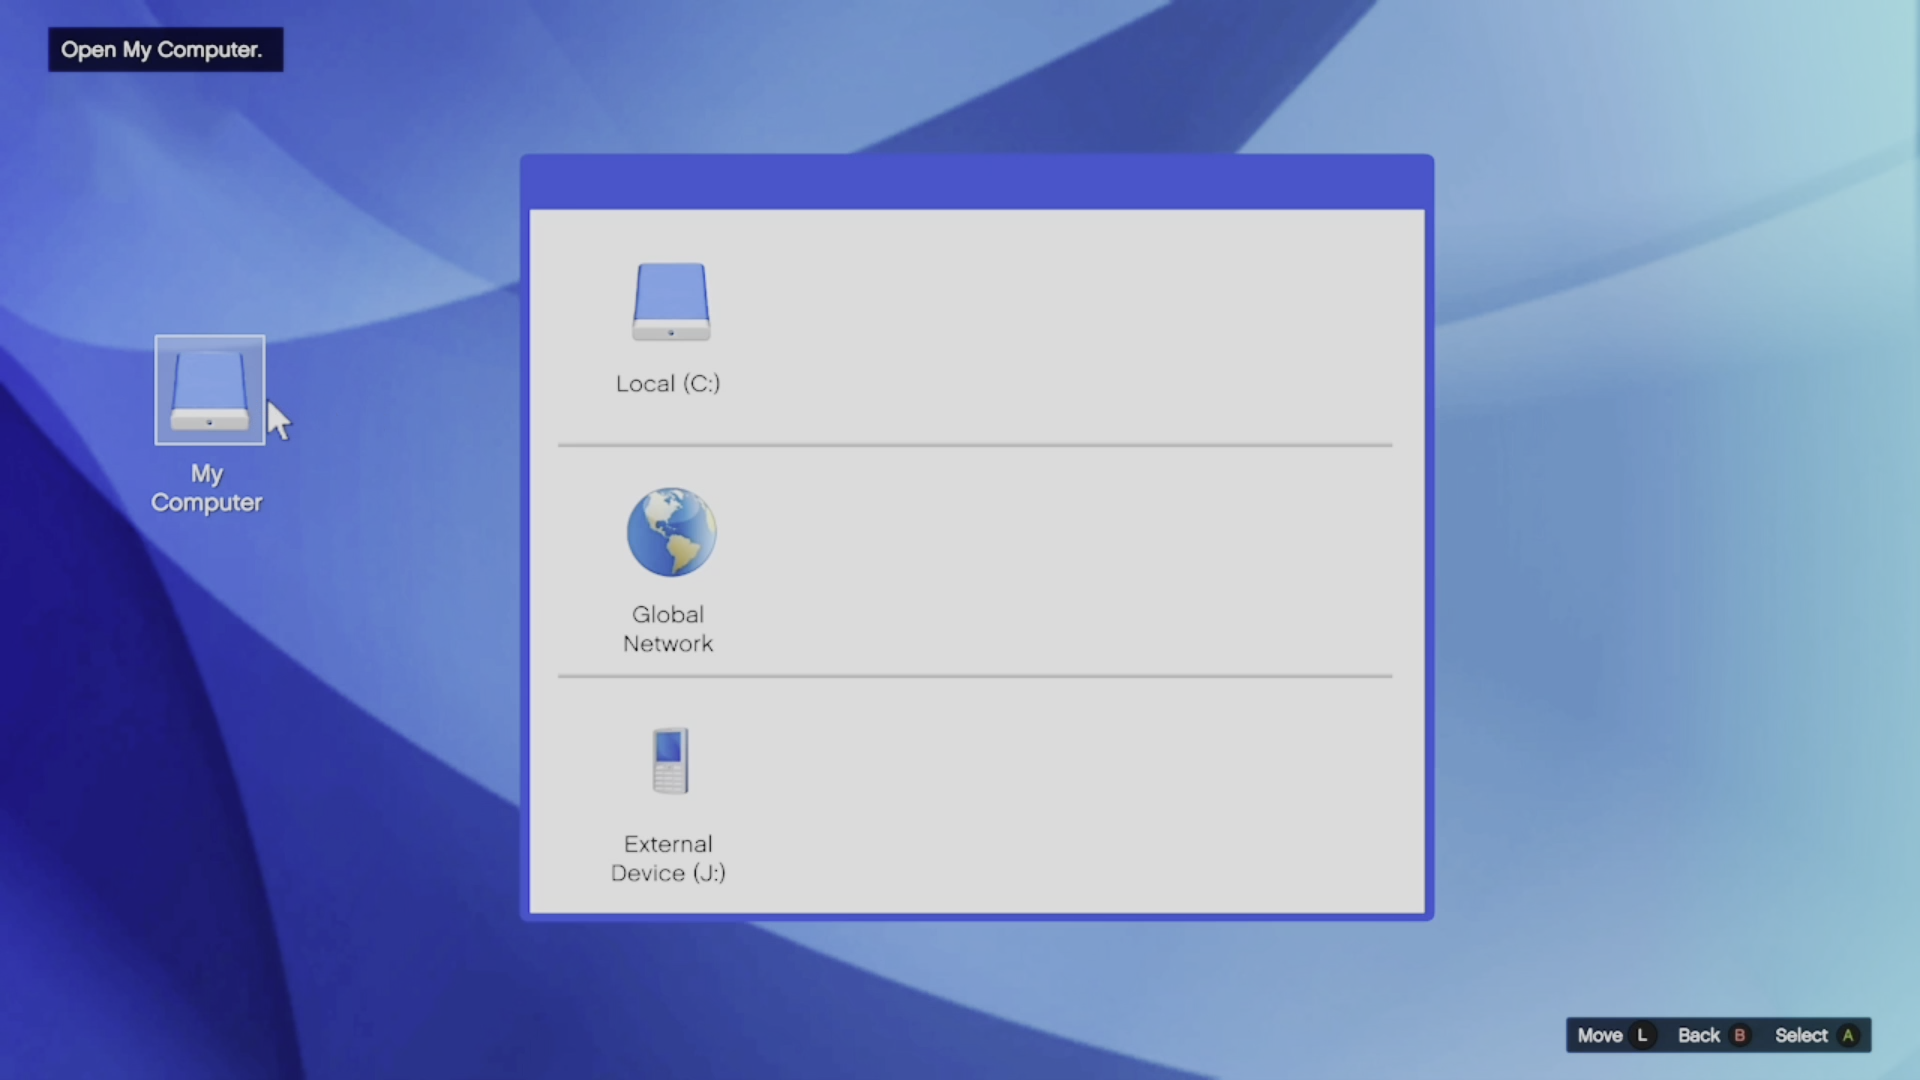 Open My Computer.
My
Computer
Local (C:)
Global
Network
External
Device (J:)
Move L Back B Select A